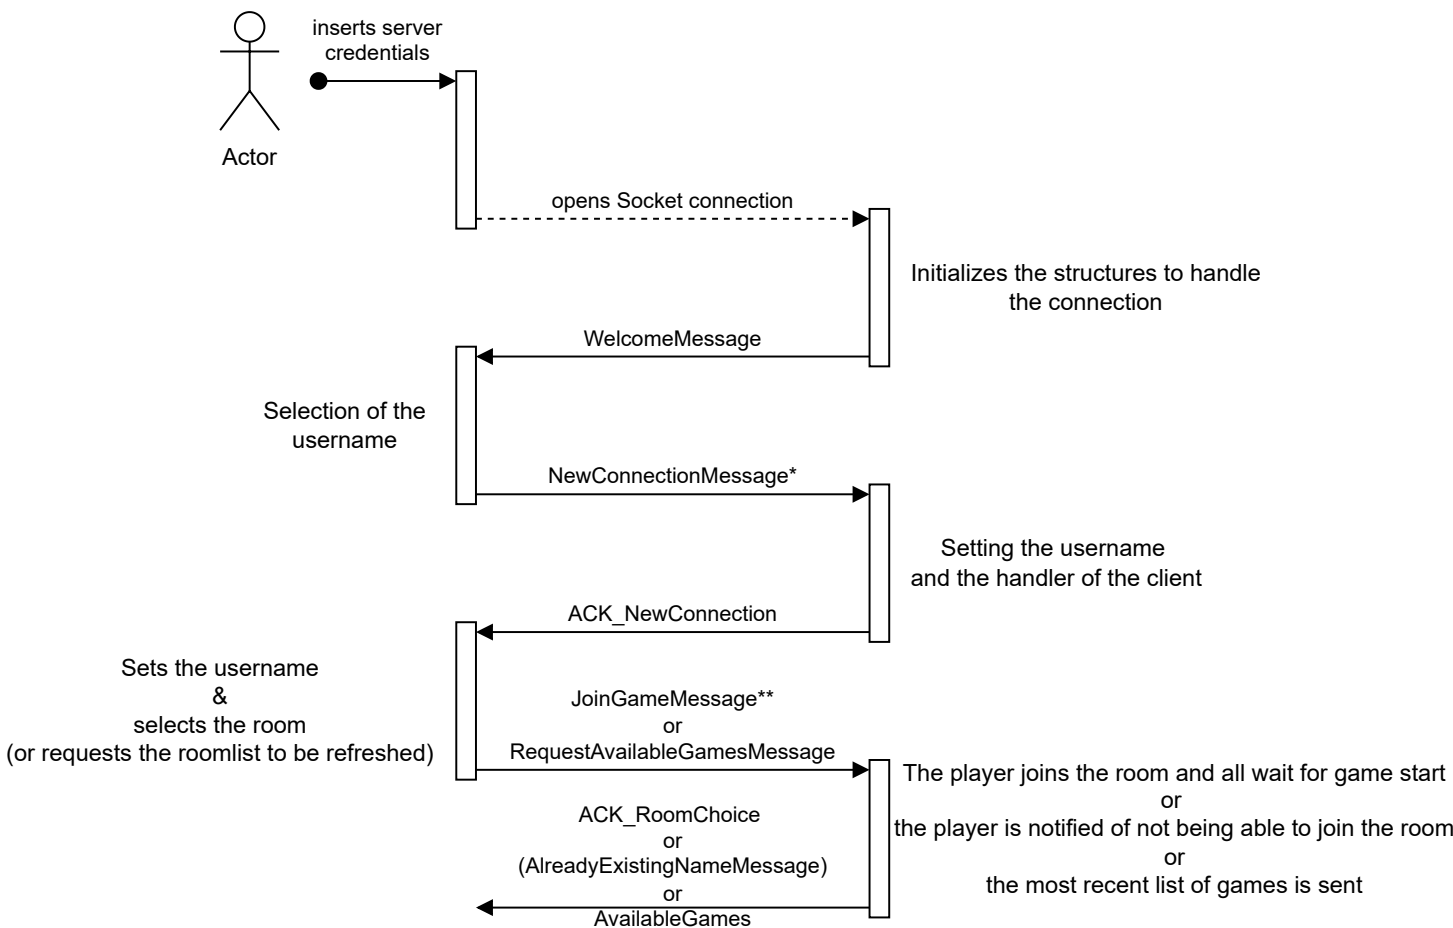 inserts server
credentials
Actor
opens Socket connection
Initializes the structures to handle
the connection
WelcomeMessage
Selection of the
username
NewConnectionMessage*
Setting the username
and the handler of the client
ACK_NewConnection
Sets the username
&
selects the room
(or requests the roomlist to be refreshed)
JoinGameMessage**
or
RequestAvailableGamesMessage
The player joins the room and all wait for game start
or
the player is notified of not being able to join the room
or
the most recent list of games is sent
ACK_RoomChoice
or
(AlreadyExistingNameMessage)
or
AvailableGames